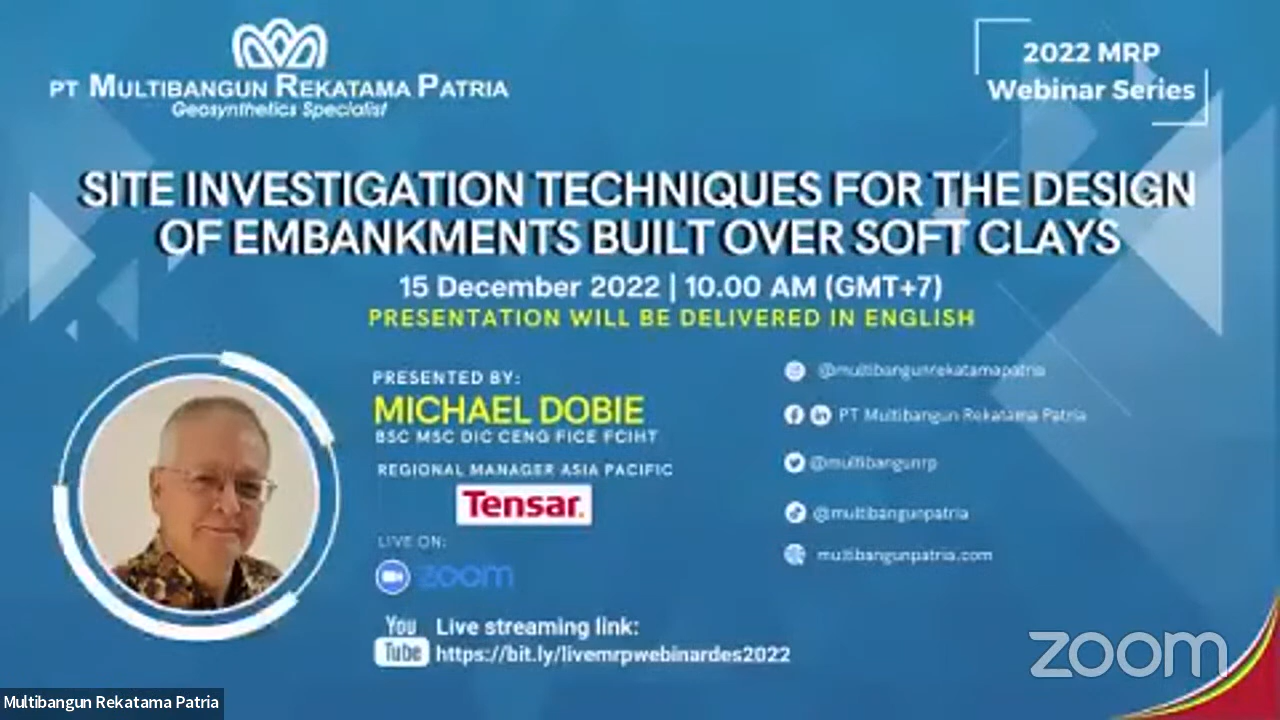 PT MULTIBANGUN REKATAMA PATRIA
Geosynthetics Specialist
2022 MRP
Webinar Series
SITE INVESTIGATION TECHNIQUES FOR THE DESIGN
OF EMBANKMENTS BUILT OVER SOFT CLAYS
15 December 2022 | 10.00 AM (GMT+7)
PRESENTATION WILL BE DELIVERED IN ENGLISH
PRESENTED BY:
MICHAEL DOBIE
BSC MSC DIC CENG FICE FCIHT
REGIONAL MANAGER ASIA PACIFIC
Tensar.
LIVE ON:
zoom
You
Tube
Live streaming link:
https://bit.ly/livemrpwebinardes2022
@multibangunrekatamapatria
PT Multibangun Rekatama Patria
@multibangunrp
@multibangunpatria
multibangunpatria.com
zoom
Multibangun Rekatama Patria